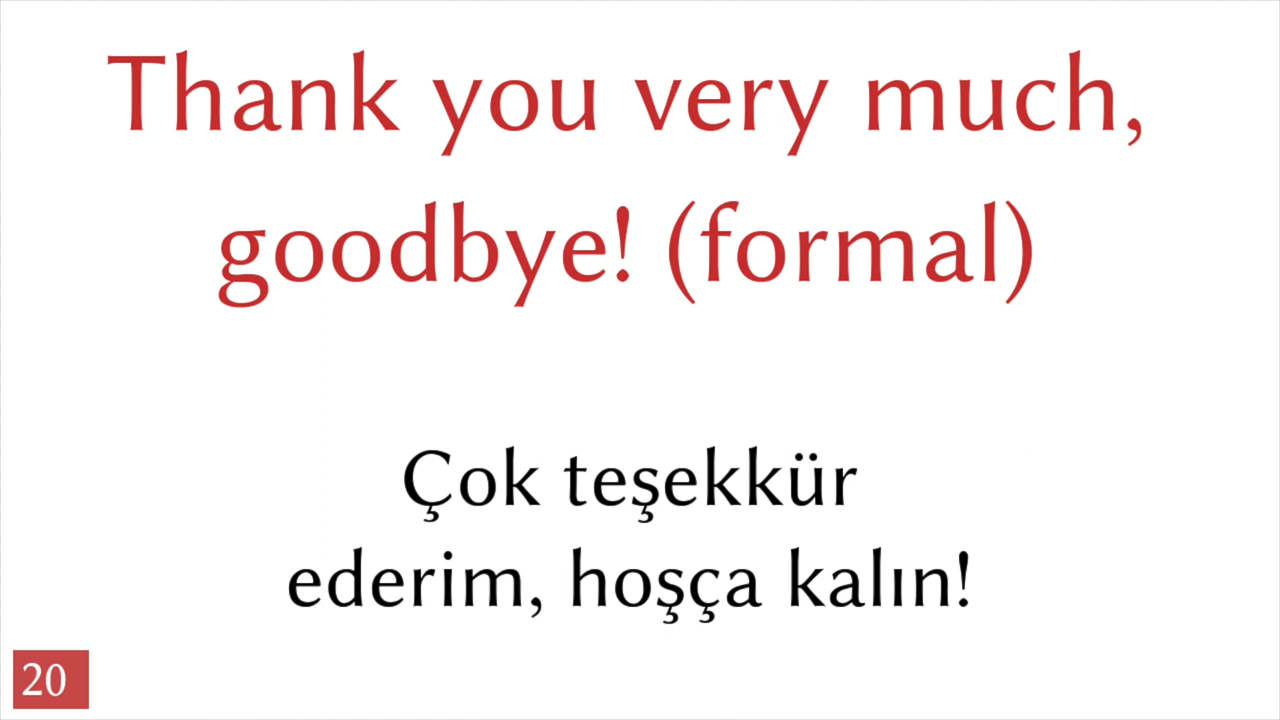 Thank you very much,
goodbye! (formal)
Çok teşekkür
ederim, hoşça kalın!
20